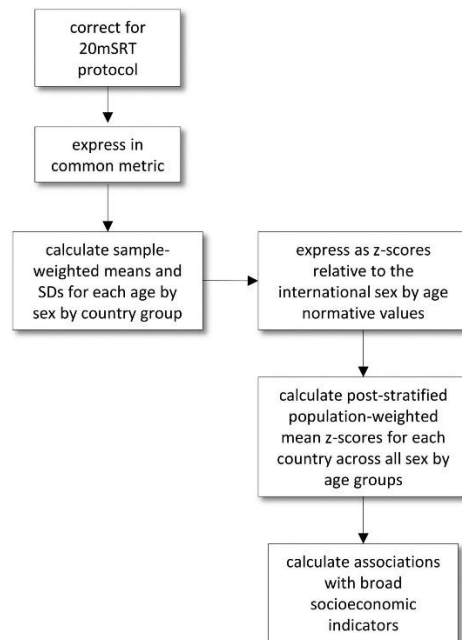 correct for
20mSRT
protocol
express in
common metric
calculate sample-
weighted means and
SDs for each age by
sex by country group
express as z-scores
relative to the
international sex by age
normative values
calculate post-stratified
population-weighted
mean z-scores for each
country across all sex by
age groups
calculate associations
with broad
socioeconomic
indicators